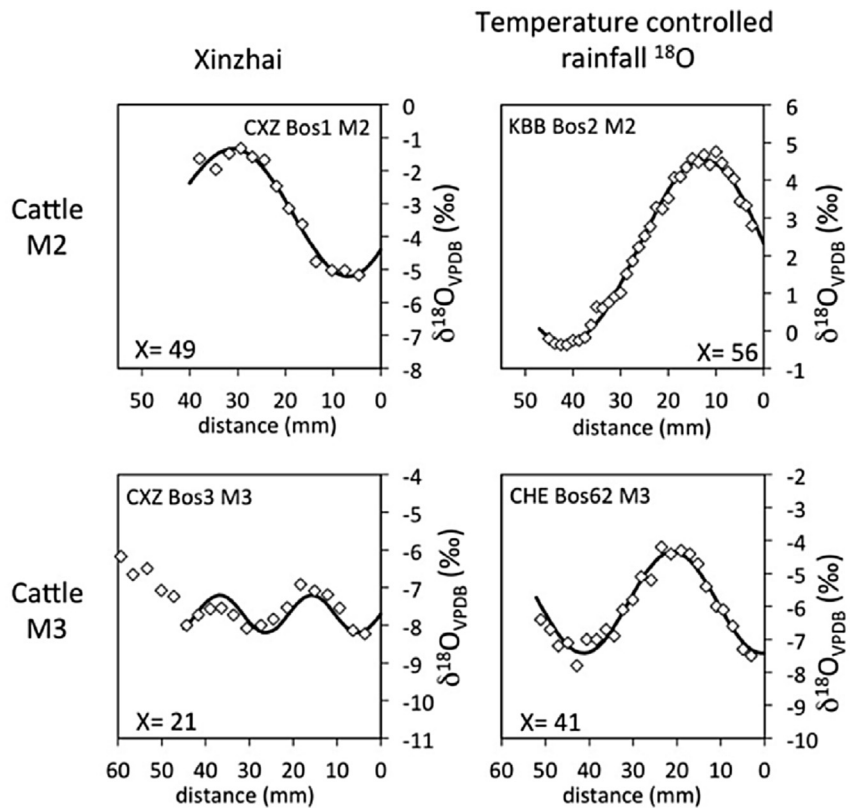 Xinzhai
Temperature controlled
rainfall ¹⁸O
Cattle
M2
CXZ Bos1 M2
X= 49
0
-1
-2
-3
-4
-5
-6
-7
-8
δ¹⁸O_VPDB (‰)
50 40 30 20 10 0
distance (mm)
KBB Bos2 M2
X= 56
6
5
4
3
2
1
0
-1
δ¹⁸O_VPDB (‰)
50 40 30 20 10 0
distance (mm)
Cattle
M3
CXZ Bos3 M3
X= 21
-4
-5
-6
-7
-8
-9
-10
-11
δ¹⁸O_VPDB (‰)
60 50 40 30 20 10 0
distance (mm)
CHE Bos62 M3
X= 41
-2
-3
-4
-5
-6
-7
-8
-9
-10
δ¹⁸O_VPDB (‰)
60 50 40 30 20 10 0
distance (mm)